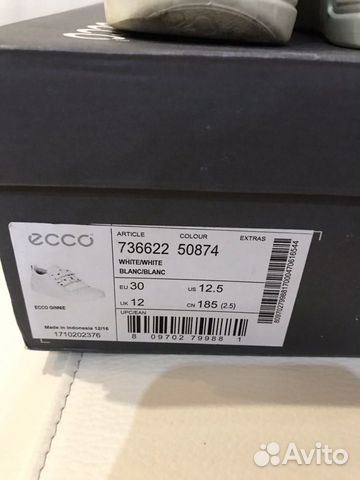 ecco
ARTICLE COLOUR EXTRAS
736622 50874
WHITE/WHITE
BLANC/BLANC
EU 30 US 12.5
UK 12 CN 185 (2.5)
UPC/EAN
8 09702 79988 1
ECCO GINNIE
Made in Indonesia 12/16
1710202376
Avito